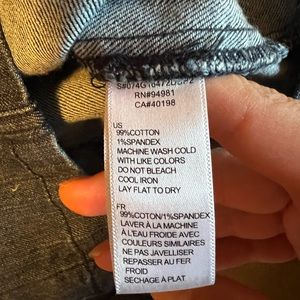 S#074G16472DSP2
RN#94981
CA#40198
US
99%COTTON
1%SPANDEX
MACHINE WASH COLD
WITH LIKE COLORS
DO NOT BLEACH
COOL IRON
LAY FLAT TO DRY
FR
99%COTON/1%SPANDEX
LAVER À LA MACHINE
À L'EAU FROIDE AVEC
COULEURS SIMILAIRES
NE PAS JAVELLISER
REPASSER AU FER
FROID
SECHAGE À PLAT